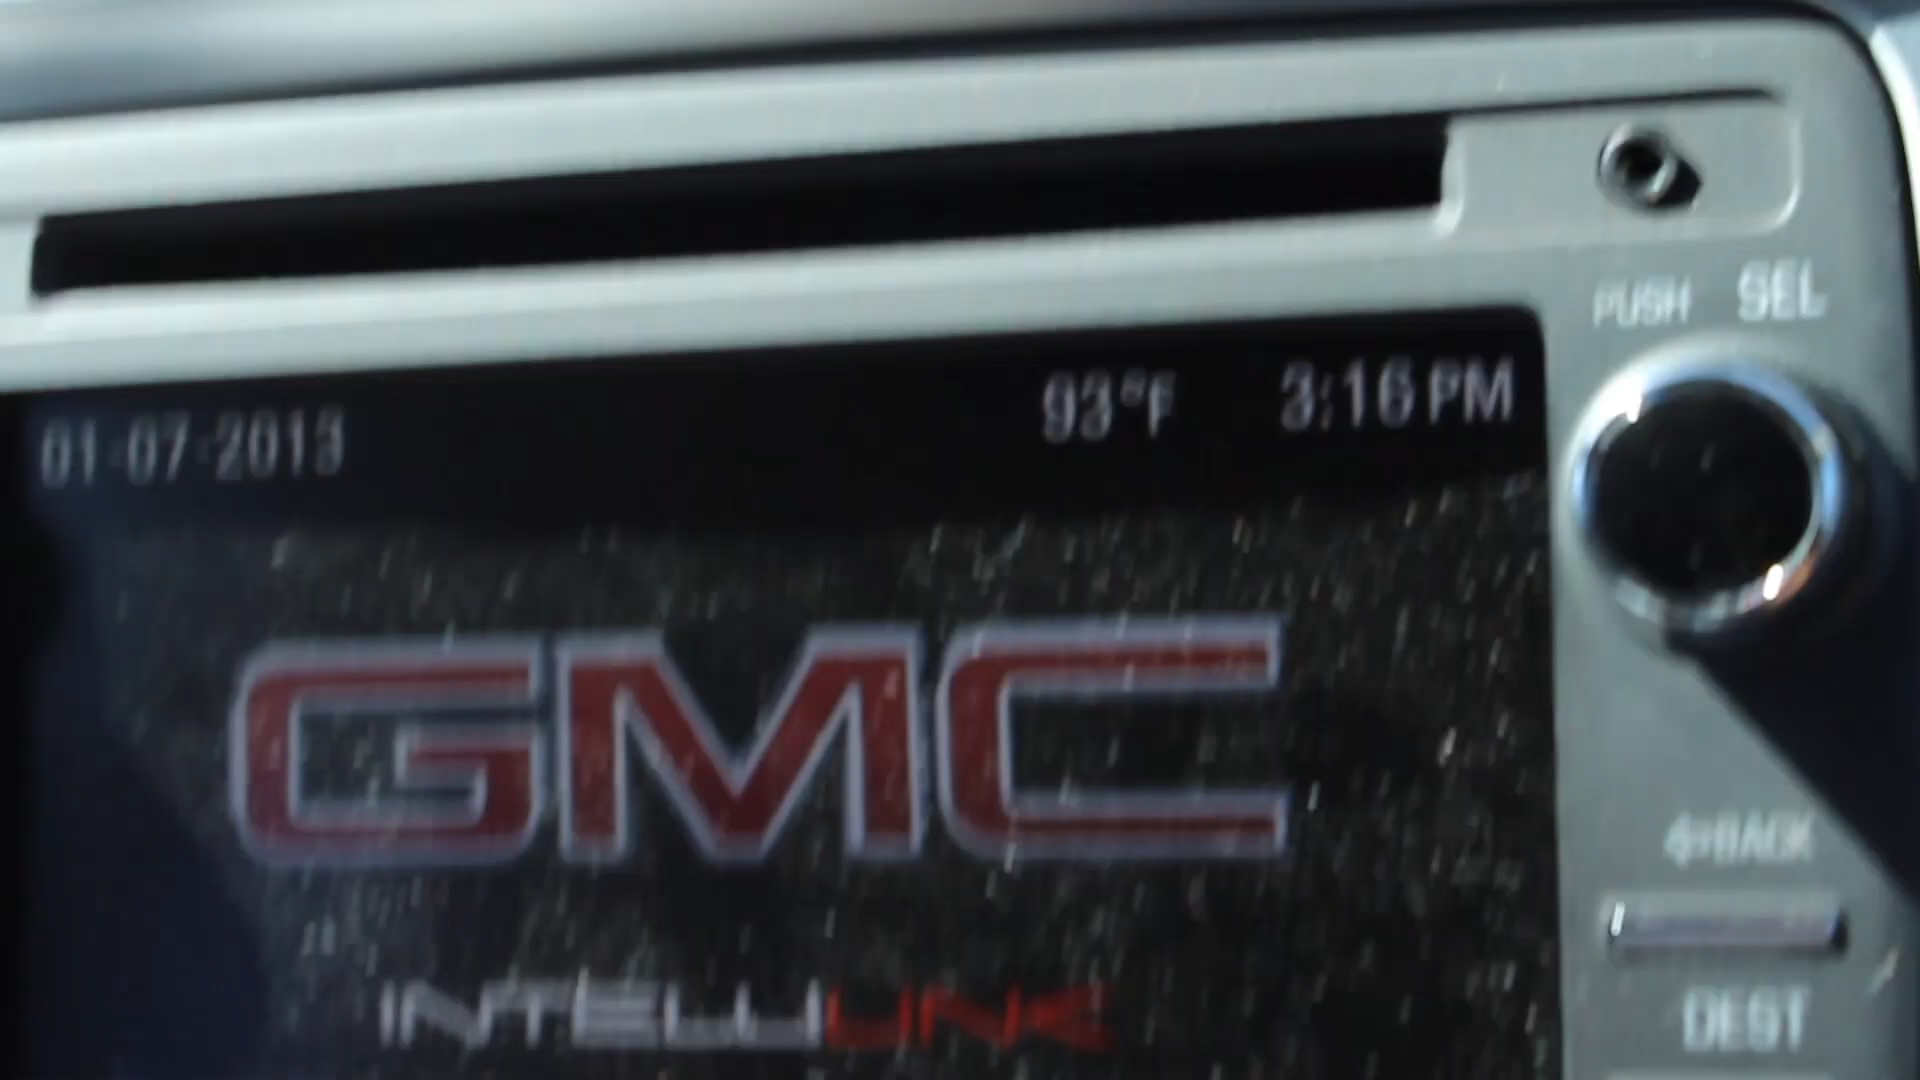 PUSH SEL
01-07-2013 93°F 3:16 PM
GMC
INTELLILINK
BACK
DEST